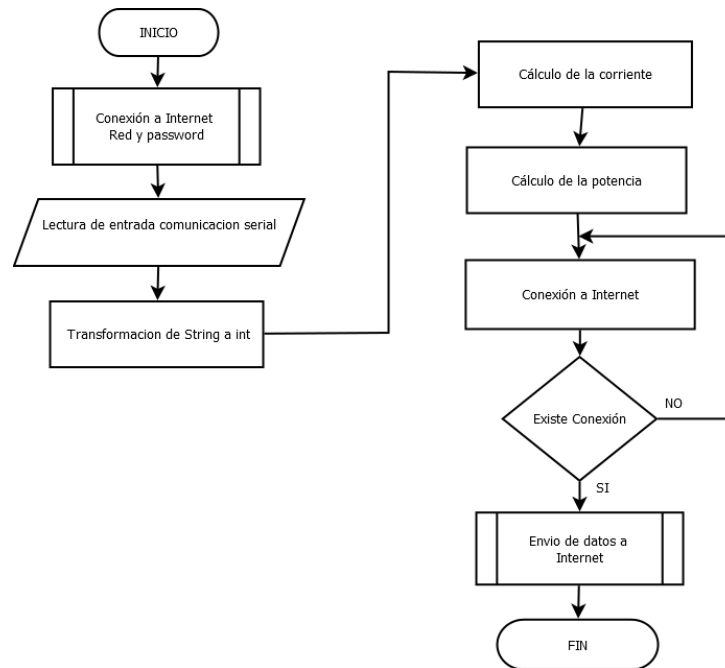 INICIO
Conexión a Internet
Red y password
Lectura de entrada comunicacion serial
Transformacion de String a int
Cálculo de la corriente
Cálculo de la potencia
Conexión a Internet
Existe Conexión
NO
SI
Envio de datos a
Internet
FIN